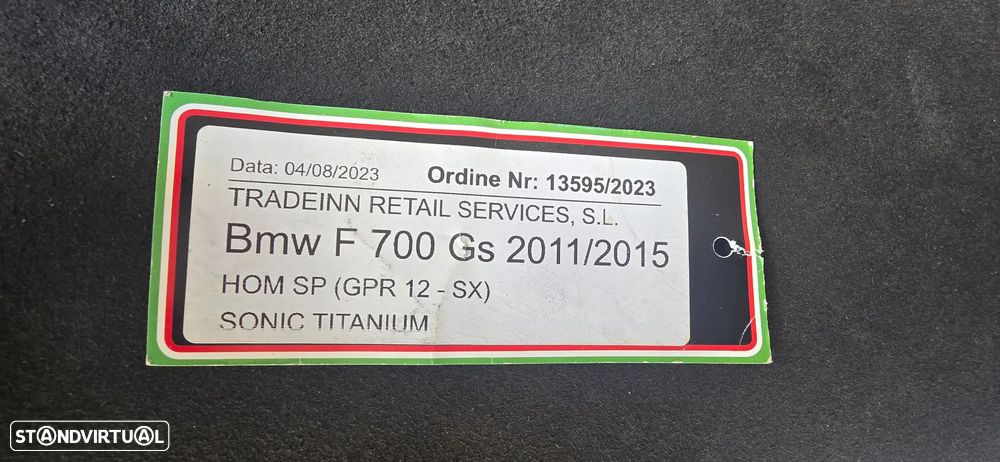 Data: 04/08/2023 Ordine Nr: 13595/2023
TRADEINN RETAIL SERVICES, S.L.
Bmw F 700 Gs 2011/2015
HOM SP (GPR 12 - SX)
SONIC TITANIUM
STANDVIRTUAL